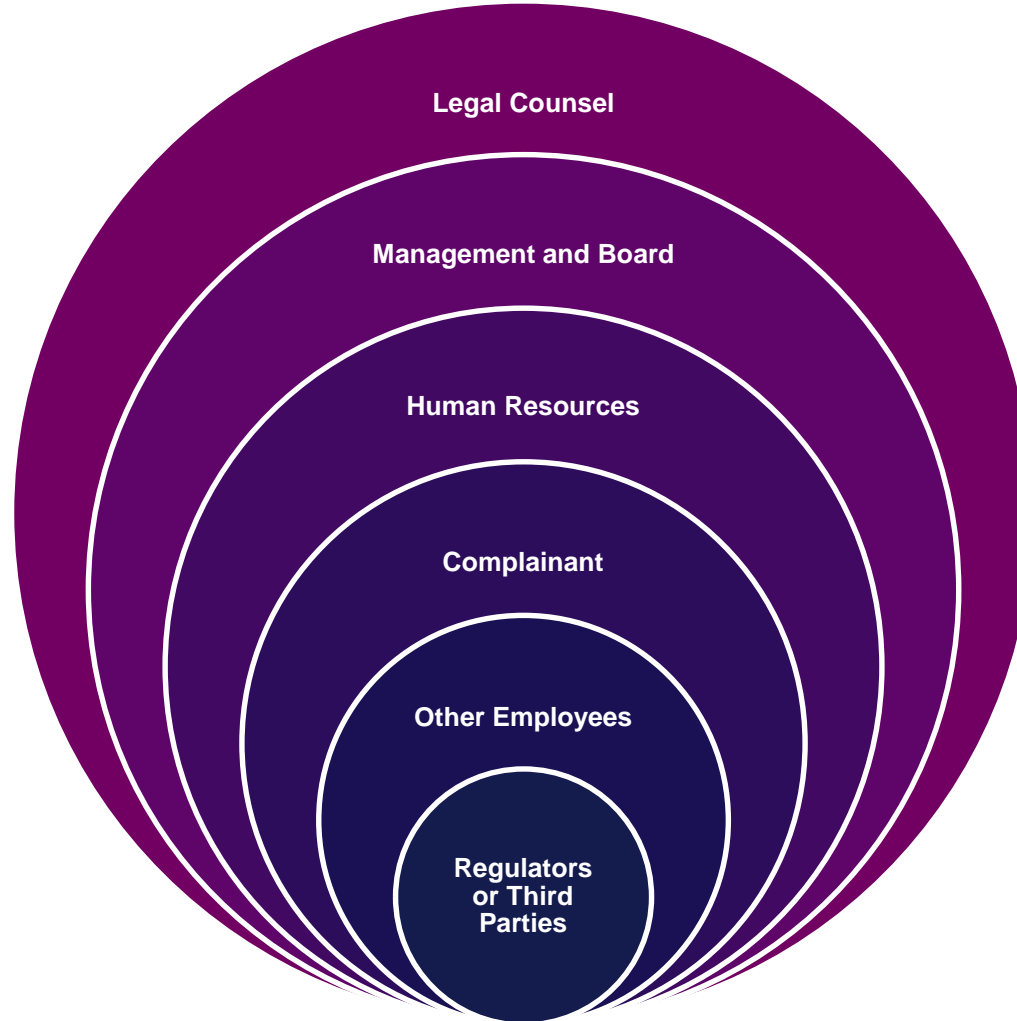 Legal Counsel
Management and Board
Human Resources
Complainant
Other Employees
Regulators
or Third
Parties